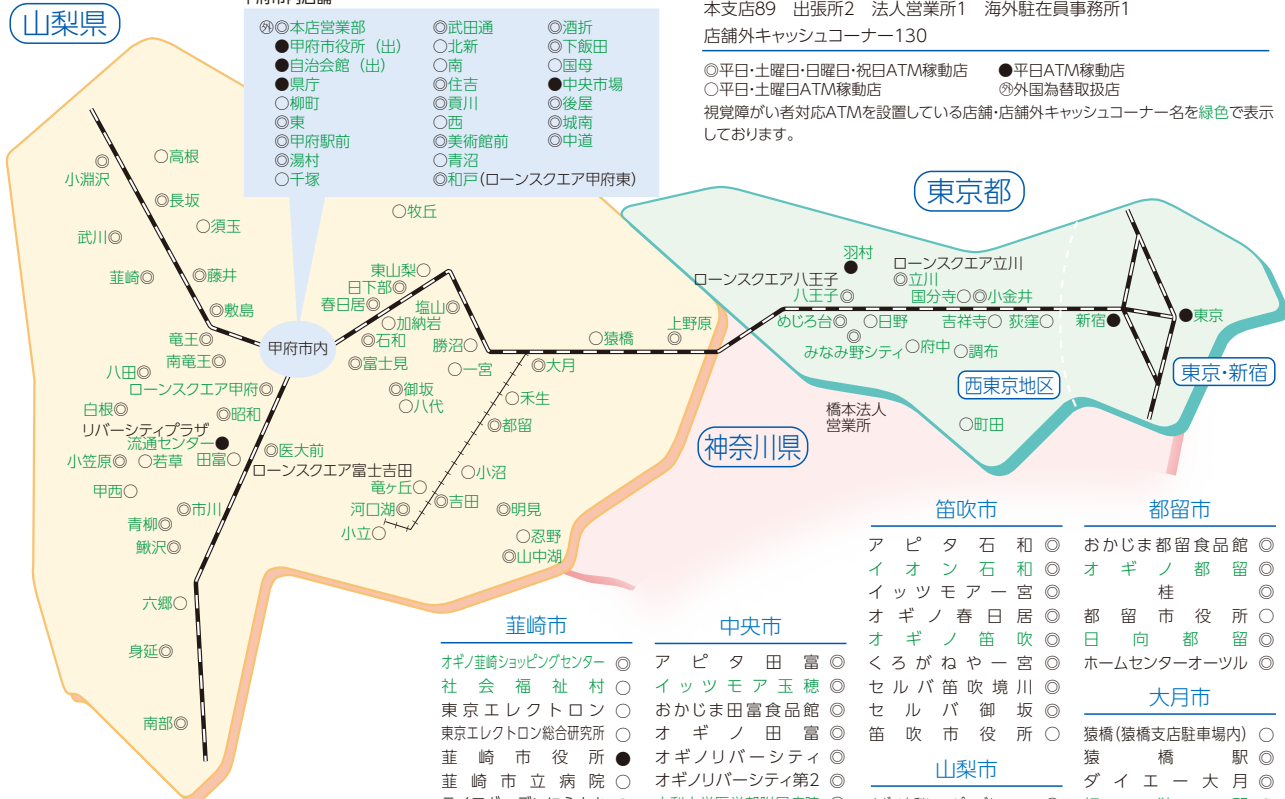 山梨県
甲府市内店舗
㋕◎本店営業部
●甲府市役所（出）
●自治会館（出）
●県庁
○柳町
◎東
◎甲府駅前
◎湯村
○千塚
◎武田通
○北新
○南
◎住吉
◎貢川
○西
◎美術館前
○青沼
◎和戸(ローンスクエア甲府東)
◎酒折
◎下飯田
○国母
●中央市場
◎後屋
◎城南
◎中道
本支店89　出張所2　法人営業所1　海外駐在員事務所1
店舗外キャッシュコーナー130
◎平日・土曜日・日曜日・祝日ATM稼動店　●平日ATM稼動店
○平日・土曜日ATM稼動店　㋕外国為替取扱店
視覚障がい者対応ATMを設置している店舗・店舗外キャッシュコーナー名を緑色で表示
しております。
◎
小淵沢
○高根
◎長坂
○須玉
武川◎
韮崎◎
◎藤井
◎敷島
竜王◎
南竜王◎
八田◎
ローンスクエア甲府◎
白根◎
◎昭和
リバーシティプラザ
流通センター●
小笠原◎
○若草
田富○
◎医大前
甲西○
◎市川
青柳◎
鰍沢◎
六郷○
身延◎
南部◎
甲府市内
○牧丘
東山梨○
日下部◎
春日居◎
塩山◎
○加納岩
◎石和
勝沼○
◎富士見
○一宮
◎御坂
○八代
○猿橋
上野原
◎
◎大月
○禾生
◎都留
ローンスクエア富士吉田
○小沼
竜ヶ丘○
◎吉田
河口湖◎
◎明見
小立○
○忍野
◎山中湖
東京都
羽村
●
ローンスクエア八王子
八王子◎
ローンスクエア立川
◎立川
国分寺○◎小金井
めじろ台◎
○日野
吉祥寺○
荻窪○
新宿●
●東京
◎
みなみ野シティ
○府中
○調布
西東京地区
東京・新宿
橋本法人
営業所
○町田
神奈川県
韮崎市
オギノ韮崎ショッピングセンター ◎
社会福祉村 ○
東京エレクトロン ○
東京エレクトロン総合研究所 ○
韮崎市役所 ●
韮崎市立病院 ○
中央市
アピタ田富 ◎
イッツモア玉穂 ◎
おかじま田富食品館 ◎
オギノ田富 ◎
オギノリバーシティ ◎
オギノリバーシティ第2 ◎
笛吹市
アピタ石和 ◎
イオン石和 ◎
イッツモア一宮 ◎
オギノ春日居 ◎
オギノ笛吹 ◎
くろがねや一宮 ◎
セルバ笛吹境川 ◎
セルバ御坂 ◎
笛吹市役所 ○
山梨市
都留市
おかじま都留食品館 ◎
オギノ都留 ◎
桂 ◎
都留市役所 ○
日向都留 ◎
ホームセンターオーツル ◎
大月市
猿橋(猿橋支店駐車場内) ○
猿橋駅 ◎
ダイエー大月 ◎